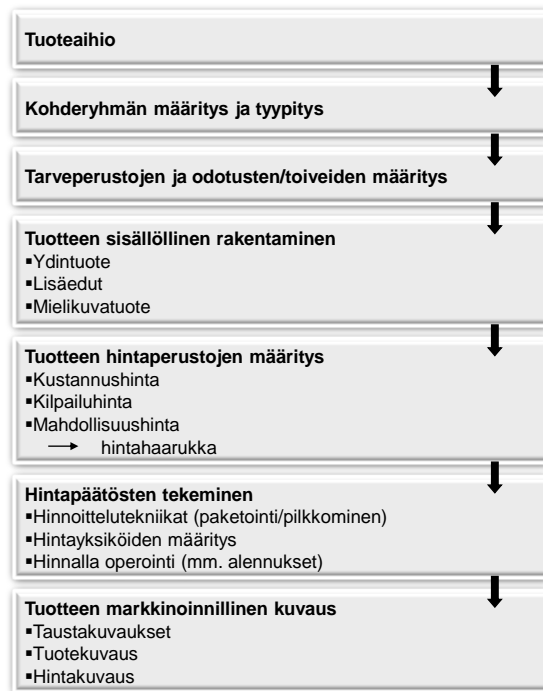 Tuoteaihio
Kohderyhmän määritys ja tyypitys
Tarveperustojen ja odotusten/toiveiden määritys
Tuotteen sisällöllinen rakentaminen
▪Ydintuote
▪Lisäedut
▪Mielikuvatuote
Tuotteen hintaperustojen määritys
▪Kustannushinta
▪Kilpailuhinta
▪Mahdollisuushinta
→ hintahaarukka
Hintapäätösten tekeminen
▪Hinnoittelutekniikat (paketointi/pilkkominen)
▪Hintayksiköiden määritys
▪Hinnalla operointi (mm. alennukset)
Tuotteen markkinoinnillinen kuvaus
▪Taustakuvaukset
▪Tuotekuvaus
▪Hintakuvaus